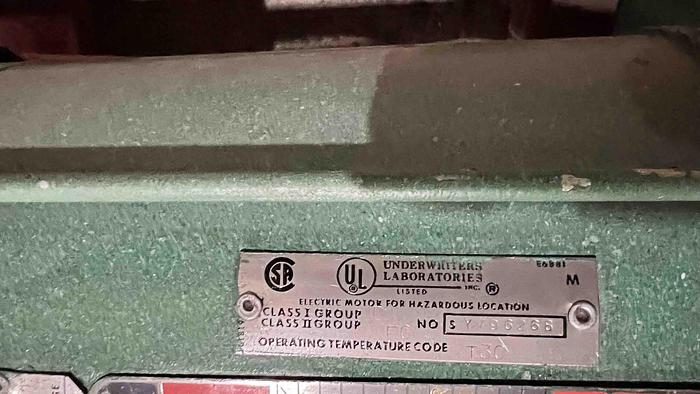 E6881
SA
UL
UNDERWRITERS
LABORATORIES
INC.
LISTED
M
ELECTRIC MOTOR FOR HAZARDOUS LOCATION
CLASS I GROUP
CLASS II GROUP
NO S
OPERATING TEMPERATURE CODE